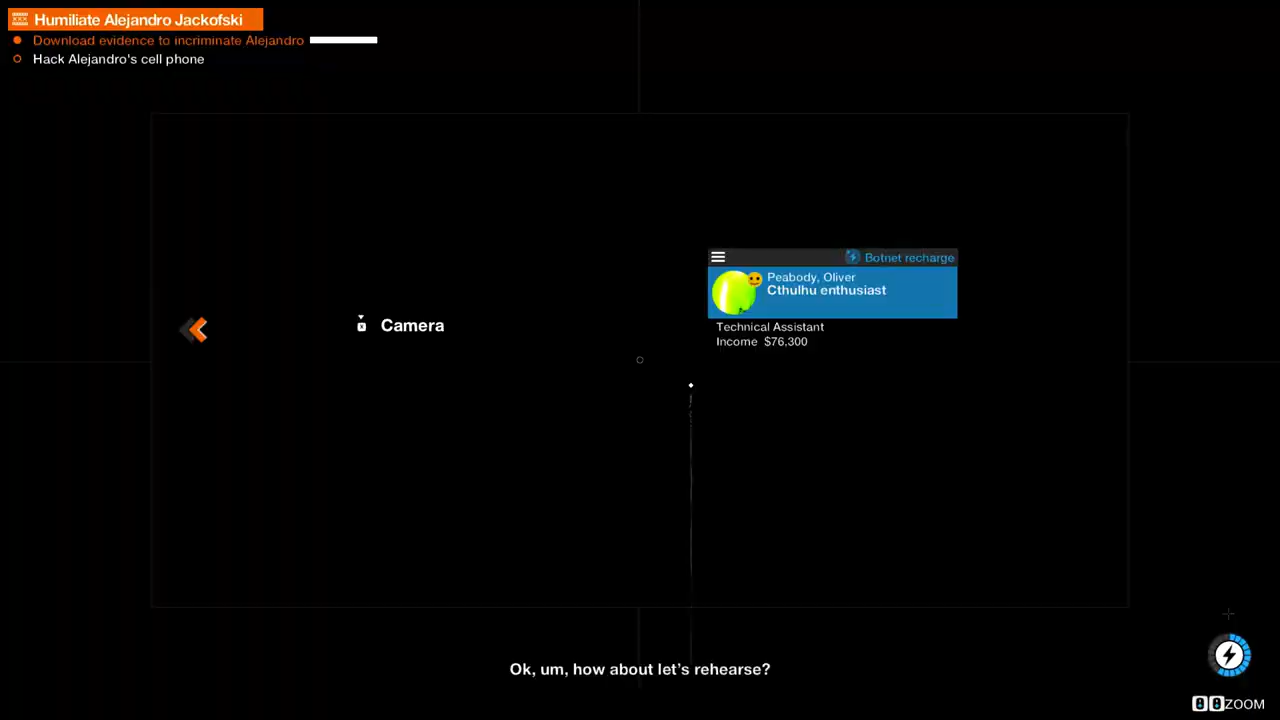 Humiliate Alejandro Jackofski
Download evidence to incriminate Alejandro
Hack Alejandro's cell phone
Botnet recharge
Peabody, Oliver
Cthulhu enthusiast
Technical Assistant
Income $76,300
Camera
Ok, um, how about let's rehearse?
ZOOM